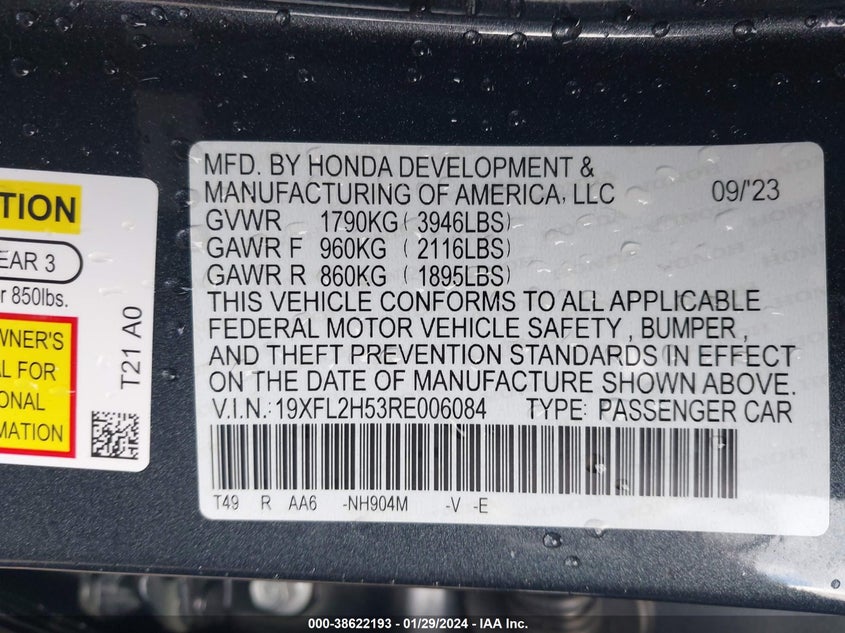 TION
EAR 3
r 850lbs.
WNER'S
AL FOR
ONAL
MATION
T21 A0
MFD. BY HONDA DEVELOPMENT &
MANUFACTURING OF AMERICA, LLC 09/'23
GVWR 1790KG ( 3946LBS)
GAWR F 960KG ( 2116LBS)
GAWR R 860KG ( 1895LBS)
THIS VEHICLE CONFORMS TO ALL APPLICABLE
FEDERAL MOTOR VEHICLE SAFETY , BUMPER ,
AND THEFT PREVENTION STANDARDS IN EFFECT
ON THE DATE OF MANUFACTURE SHOWN ABOVE.
V.I.N.: 19XFL2H53RE006084 TYPE: PASSENGER CAR
T49 R AA6 -NH904M -V -E
000-38622193 - 01/29/2024 - IAA Inc.